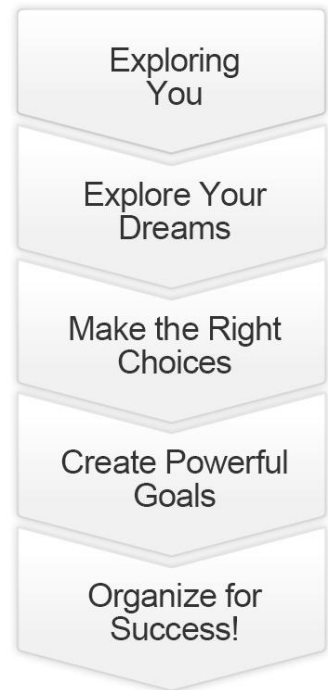 Exploring
You
Explore Your
Dreams
Make the Right
Choices
Create Powerful
Goals
Organize for
Success!